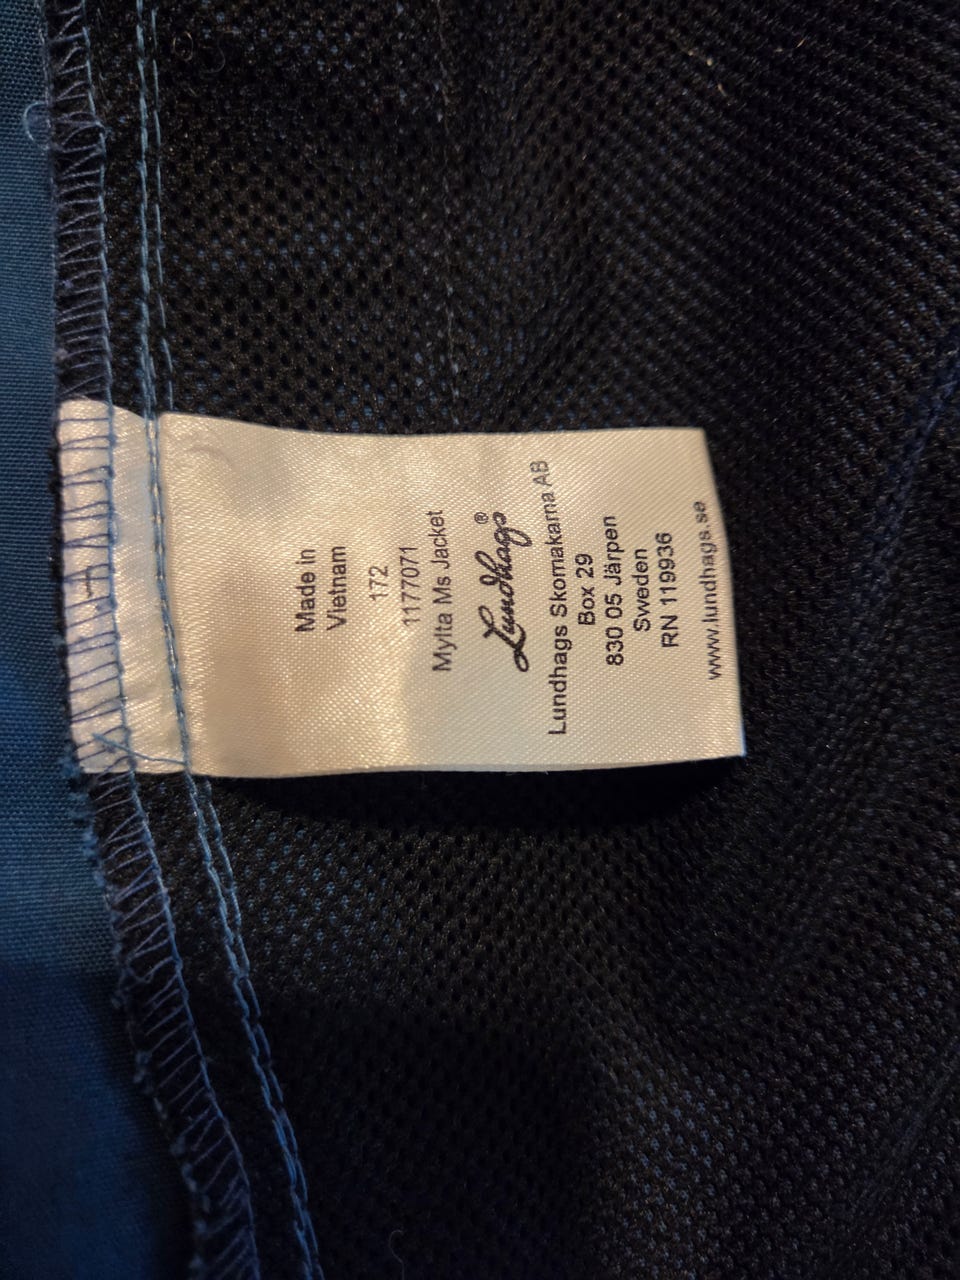 Made in
Vietnam
172
1177071
Mylta Ms Jacket
Lundhags®
Lundhags Skomakarna AB
Box 29
830 05 Järpen
Sweden
RN 119936
www.lundhags.se